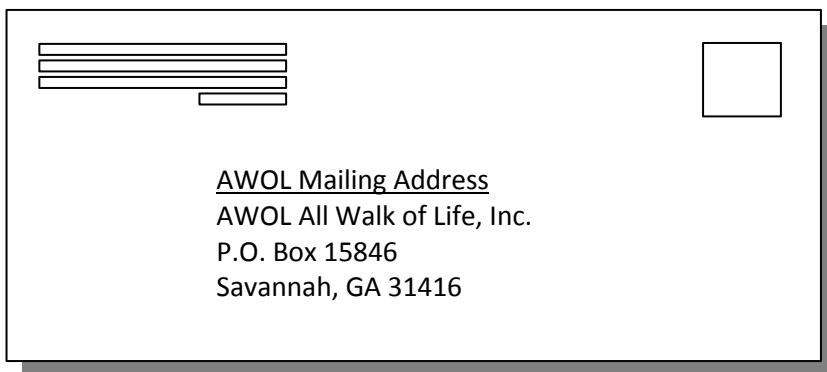 AWOL Mailing Address
AWOL All Walk of Life, Inc.
P.O. Box 15846
Savannah, GA 31416